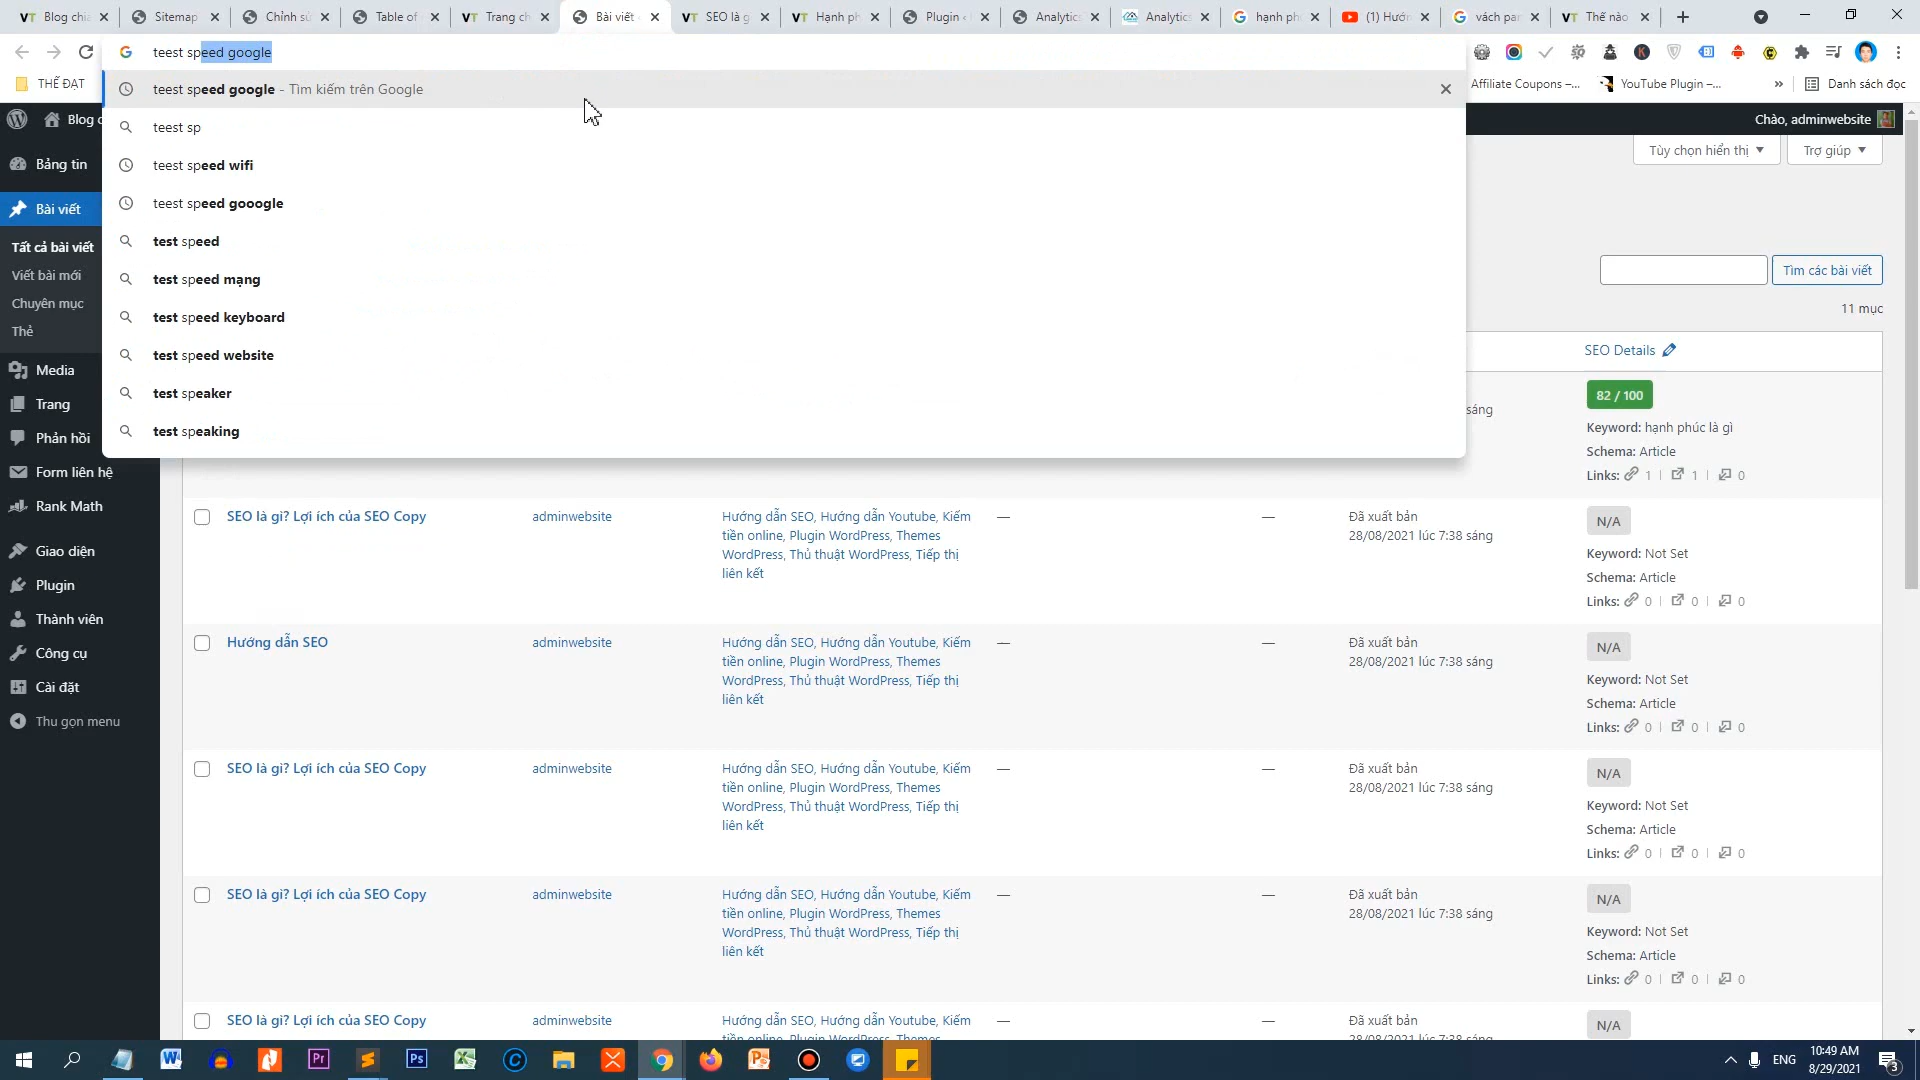 Blog chia
Sitemap
Chỉnh sử
Table of
Trang ch
Bài viết
SEO là g
Hạnh ph
Plugin ‹
Analytics
Analytics
hạnh ph
(1) Hướn
vách pa
Thế nào
teest speed google
THẾ ĐẠT
Affiliate Coupons –...
YouTube Plugin –...
»
Danh sách đọc
teest speed google - Tìm kiếm trên Google
teest sp
teest speed wifi
teest speed gooogle
test speed
test speed mạng
test speed keyboard
test speed website
test speaker
test speaking
Blog c
Chào, adminwebsite
Tùy chọn hiển thị
Trợ giúp
Bảng tin
Bài viết
Tất cả bài viết
Viết bài mới
Chuyên mục
Thẻ
Media
Trang
Phản hồi
Form liên hệ
Rank Math
Giao diện
Plugin
Thành viên
Công cụ
Cài đặt
Thu gọn menu
Tìm các bài viết
11 mục
SEO Details
sáng
82 / 100
Keyword: hạnh phúc là gì
Schema: Article
Links: 1 | 1 | 0
SEO là gì? Lợi ích của SEO Copy
adminwebsite
Hướng dẫn SEO, Hướng dẫn Youtube, Kiếm
tiền online, Plugin WordPress, Themes
WordPress, Thủ thuật WordPress, Tiếp thị
liên kết
—
—
Đã xuất bản
28/08/2021 lúc 7:38 sáng
N/A
Keyword: Not Set
Schema: Article
Links: 0 | 0 | 0
Hướng dẫn SEO
adminwebsite
Hướng dẫn SEO, Hướng dẫn Youtube, Kiếm
tiền online, Plugin WordPress, Themes
WordPress, Thủ thuật WordPress, Tiếp thị
liên kết
—
—
Đã xuất bản
28/08/2021 lúc 7:38 sáng
N/A
Keyword: Not Set
Schema: Article
Links: 0 | 0 | 0
SEO là gì? Lợi ích của SEO Copy
adminwebsite
Hướng dẫn SEO, Hướng dẫn Youtube, Kiếm
tiền online, Plugin WordPress, Themes
WordPress, Thủ thuật WordPress, Tiếp thị
liên kết
—
—
Đã xuất bản
28/08/2021 lúc 7:38 sáng
N/A
Keyword: Not Set
Schema: Article
Links: 0 | 0 | 0
SEO là gì? Lợi ích của SEO Copy
adminwebsite
Hướng dẫn SEO, Hướng dẫn Youtube, Kiếm
tiền online, Plugin WordPress, Themes
WordPress, Thủ thuật WordPress, Tiếp thị
liên kết
—
—
Đã xuất bản
28/08/2021 lúc 7:38 sáng
N/A
Keyword: Not Set
Schema: Article
Links: 0 | 0 | 0
SEO là gì? Lợi ích của SEO Copy
adminwebsite
Hướng dẫn SEO, Hướng dẫn Youtube, Kiếm
—
—
Đã xuất bản
N/A
ENG
10:49 AM
8/29/2021
3